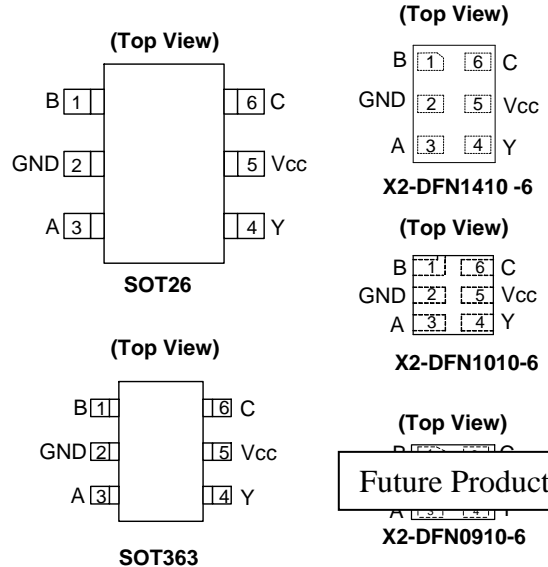 (Top View)
B 1 6 C
GND 2 5 Vcc
A 3 4 Y
SOT26
(Top View)
B 1 6 C
GND 2 5 Vcc
A 3 4 Y
SOT363
(Top View)
B 1 6 C
GND 2 5 Vcc
A 3 4 Y
X2-DFN1410 -6
(Top View)
B 1 6 C
GND 2 5 Vcc
A 3 4 Y
X2-DFN1010-6
(Top View)
Future Product
A 3 4
X2-DFN0910-6